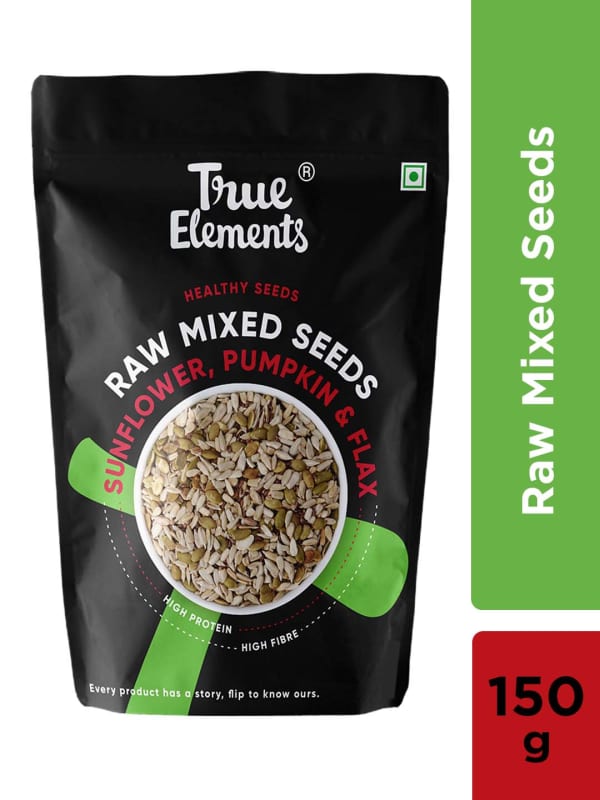 True ®
Elements
HEALTHY SEEDS
RAW MIXED SEEDS
SUNFLOWER, PUMPKIN & FLAX
HIGH PROTEIN
HIGH FIBRE
Every product has a story, flip to know ours.
Raw Mixed Seeds
150
g